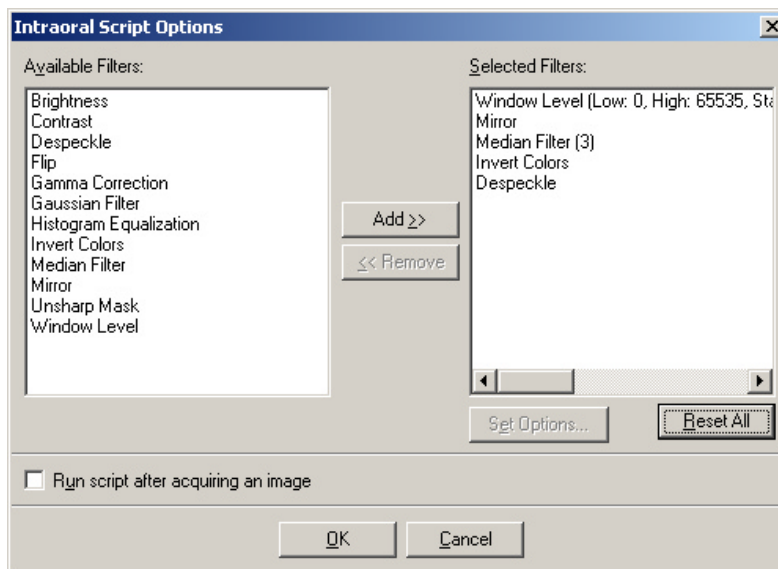 Intraoral Script Options
Available Filters:
Brightness
Contrast
Despeckle
Flip
Gamma Correction
Gaussian Filter
Histogram Equalization
Invert Colors
Median Filter
Mirror
Unsharp Mask
Window Level
Add >>
<< Remove
Selected Filters:
Window Level (Low: 0, High: 65535, Sta
Mirror
Median Filter (3)
Invert Colors
Despeckle
Set Options...
Reset All
Run script after acquiring an image
OK
Cancel